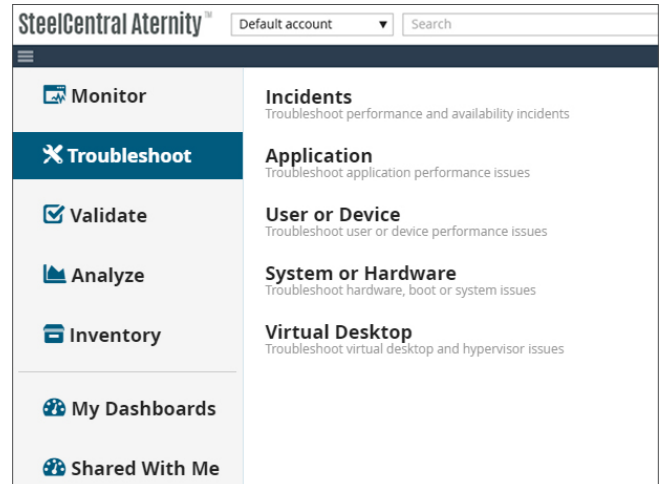 SteelCentral Aternity™
Default account
Search
Monitor
Troubleshoot
Validate
Analyze
Inventory
My Dashboards
Shared With Me
Incidents
Troubleshoot performance and availability incidents
Application
Troubleshoot application performance issues
User or Device
Troubleshoot user or device performance issues
System or Hardware
Troubleshoot hardware, boot or system issues
Virtual Desktop
Troubleshoot virtual desktop and hypervisor issues